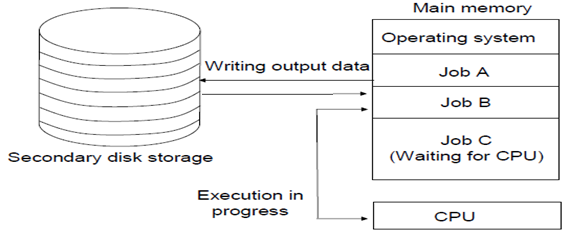 Main memory
Operating system
Writing output data
Job A
Job B
Job C
(Waiting for CPU)
Secondary disk storage
Execution in
progress
CPU